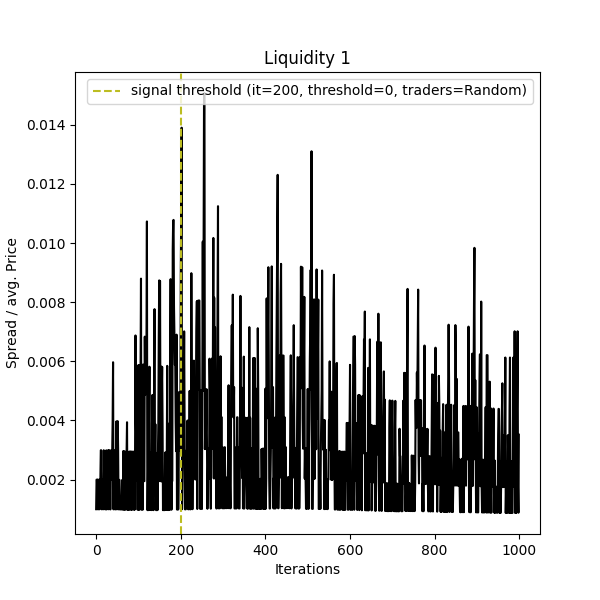 Liquidity 1
signal threshold (it=200, threshold=0, traders=Random)
0.014
0.012
0.010
0.008
0.006
0.004
0.002
Spread / avg. Price
0 200 400 600 800 1000
Iterations